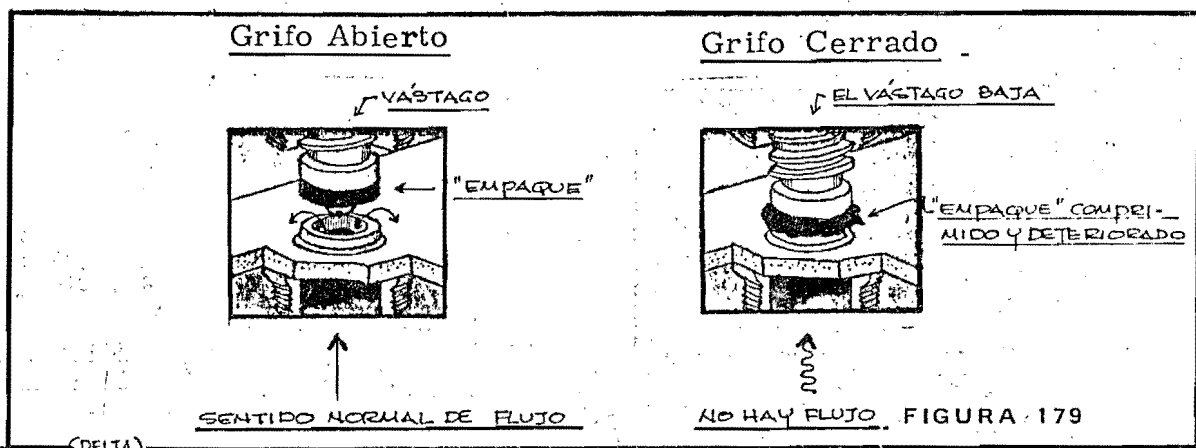 Grifo Abierto
VÁSTAGO
"EMPAQUE"
SENTIDO NORMAL DE FLUJO
Grifo Cerrado
EL VÁSTAGO BAJA
"EMPAQUE" COMPRI-
MIDO Y DETERIORADO
NO HAY FLUJO
FIGURA 179
(DELTA)